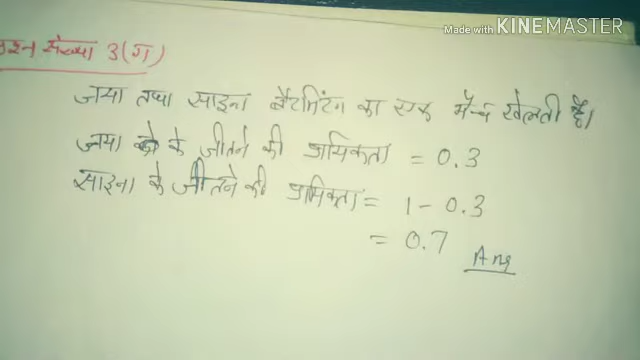 Made with KINEMASTER
प्रश्न संख्या 3(ग)
जया तथा साइना बैटमिंटन का एक मैच खेलती है।
जया के जीतने की प्रायिकता = 0.3
साइना के जीतने की प्रायिकता = 1 - 0.3
= 0.7 Ans